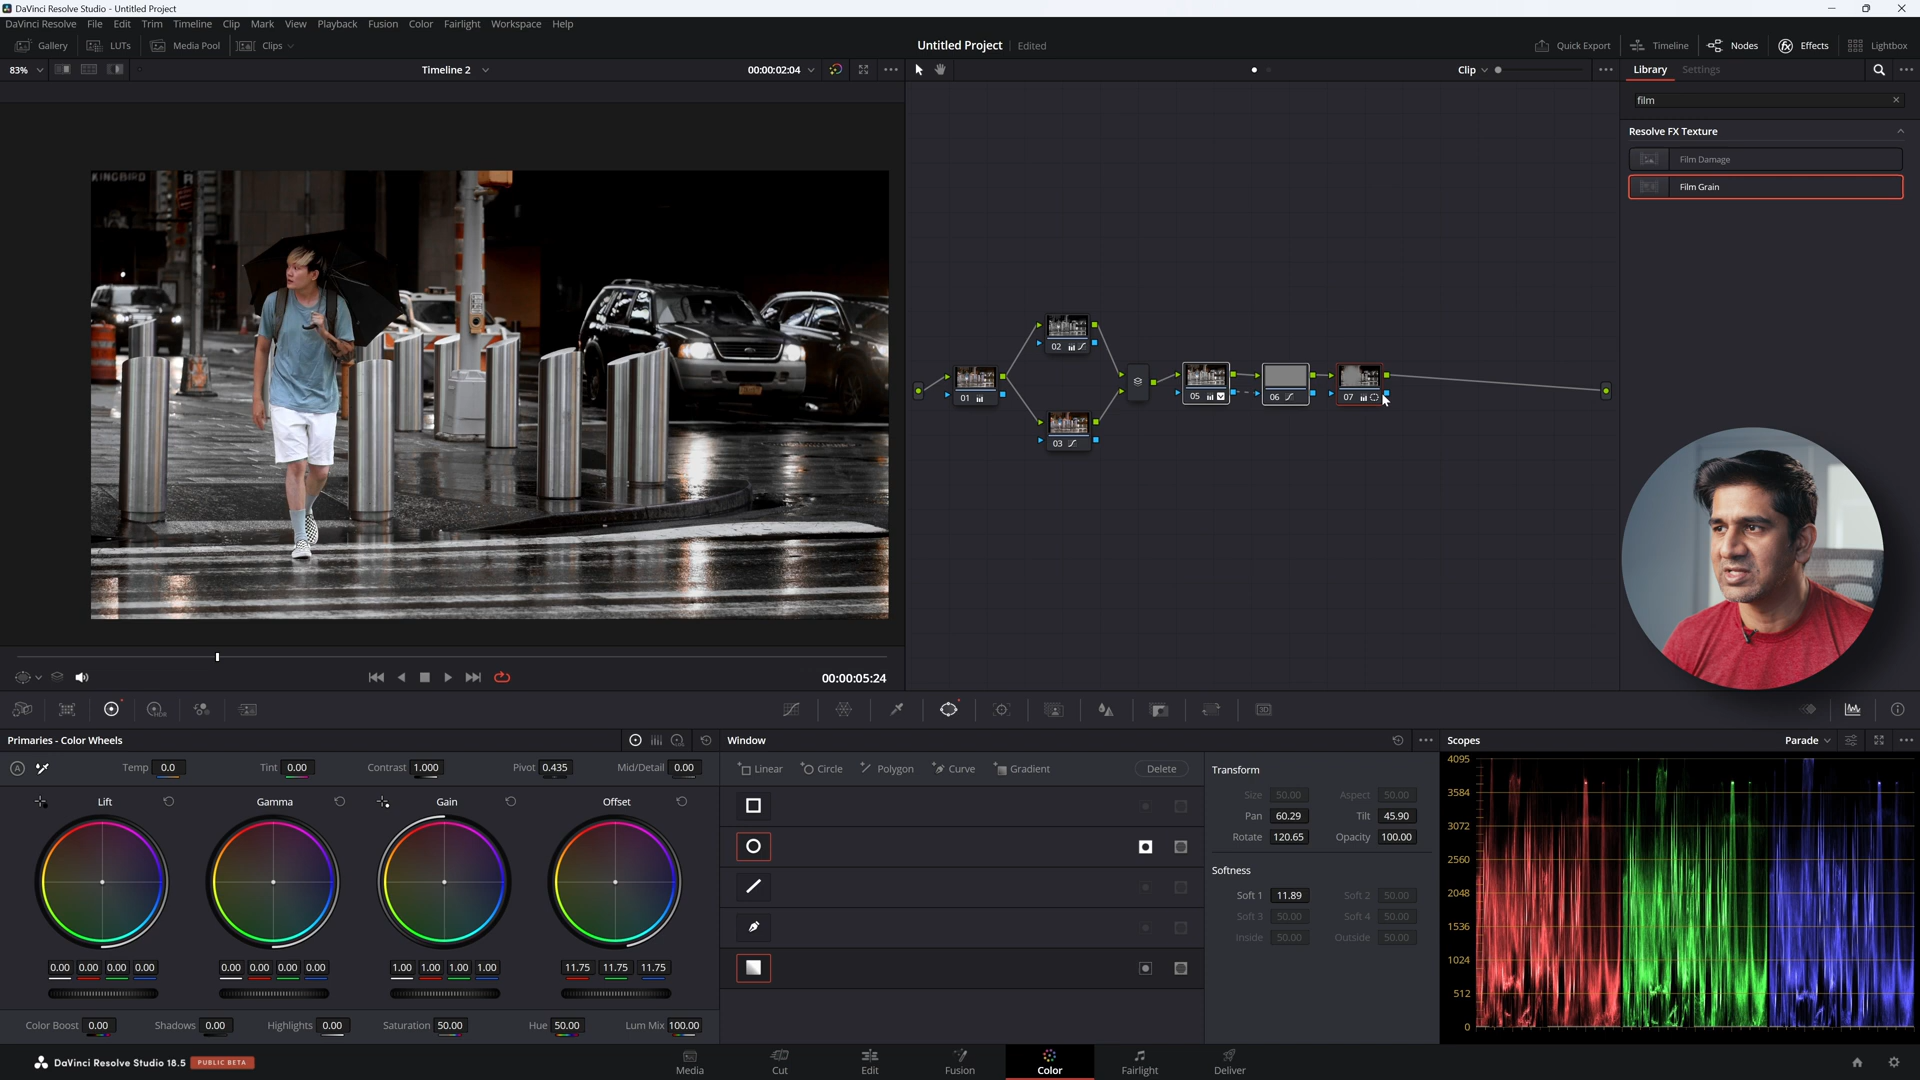 DaVinci Resolve Studio - Untitled Project
DaVinci Resolve File Edit Trim Timeline Clip Mark View Playback Fusion Color Fairlight Workspace Help
Gallery LUTs Media Pool Clips Untitled Project Edited Quick Export Timeline Nodes Effects Lightbox
83% Timeline 2 00:00:02:04 Clip Library Settings
film
Resolve FX Texture
Film Damage
Film Grain
KINGBIRD
02
01 05 06 07
03
00:00:05:24
HDR 3D
Primaries - Color Wheels Window Scopes Parade
A Temp 0.0 Tint 0.00 Contrast 1.000 Pivot 0.435 Mid/Detail 0.00
Linear Circle Polygon Curve Gradient Delete Transform
Lift Gamma Gain Offset
Size 50.00 Aspect 50.00
Pan 60.29 Tilt 45.90
Rotate 120.65 Opacity 100.00
Softness
Soft 1 11.89 Soft 2 50.00
Soft 3 50.00 Soft 4 50.00
Inside 50.00 Outside 50.00
4095
3584
3072
2560
2048
1536
1024
512
0
0.00 0.00 0.00 0.00 0.00 0.00 0.00 0.00 1.00 1.00 1.00 1.00 11.75 11.75 11.75
Color Boost 0.00 Shadows 0.00 Highlights 0.00 Saturation 50.00 Hue 50.00 Lum Mix 100.00
DaVinci Resolve Studio 18.5 PUBLIC BETA Media Cut Edit Fusion Color Fairlight Deliver